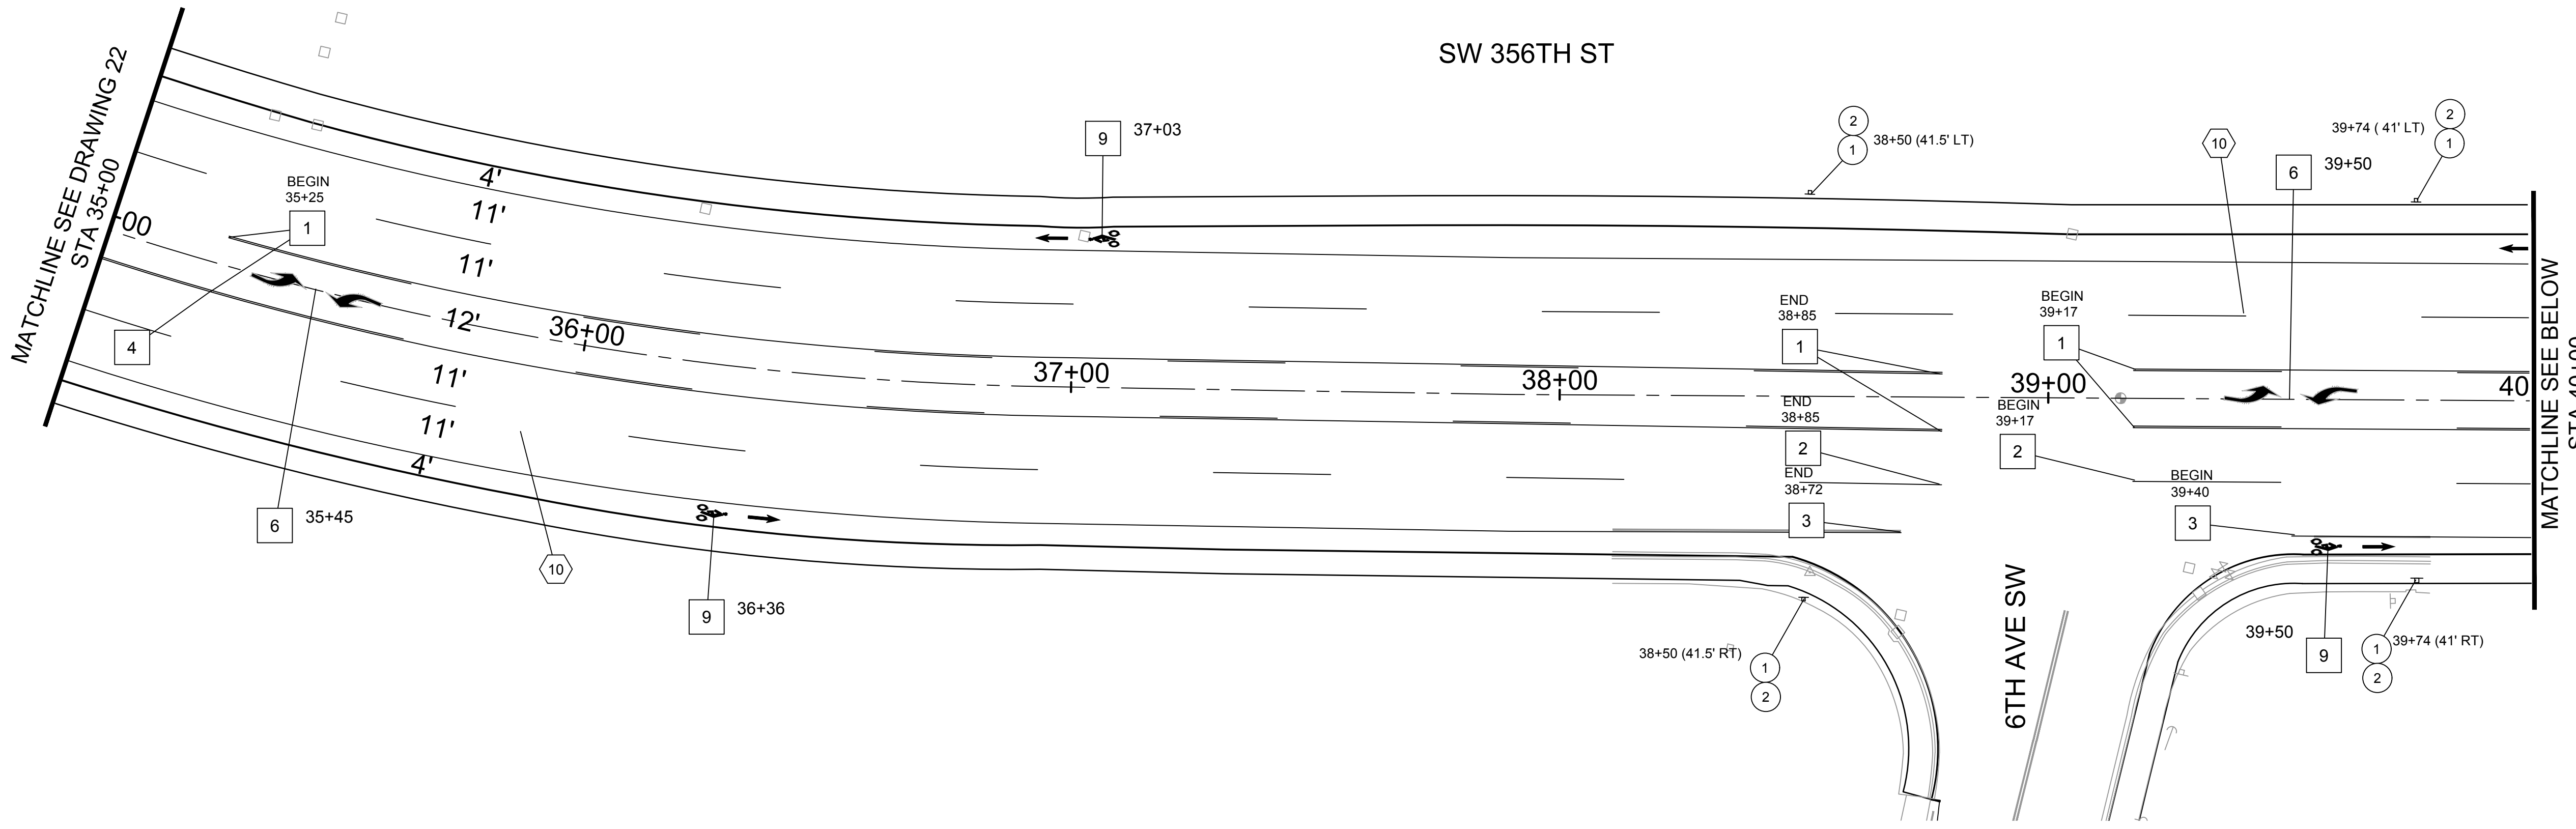 SW 356TH ST
MATCHLINE SEE DRAWING 22
STA 35+00
00
BEGIN
35+25
1
4
4'
11'
11'
12'
11'
11'
4'
36+00
6
35+45
10
9
36+36
9
37+03
37+00
38+00
2
1
38+50 (41.5' LT)
END
38+85
1
END
38+85
2
END
38+72
3
38+50 (41.5' RT)
1
2
39+00
BEGIN
39+17
1
BEGIN
39+17
2
BEGIN
39+40
3
6TH AVE SW
10
6
39+50
39+74 ( 41' LT)
2
1
39+50
9
39+74 (41' RT)
1
2
40
MATCHLINE SEE BELOW
STA 40+00